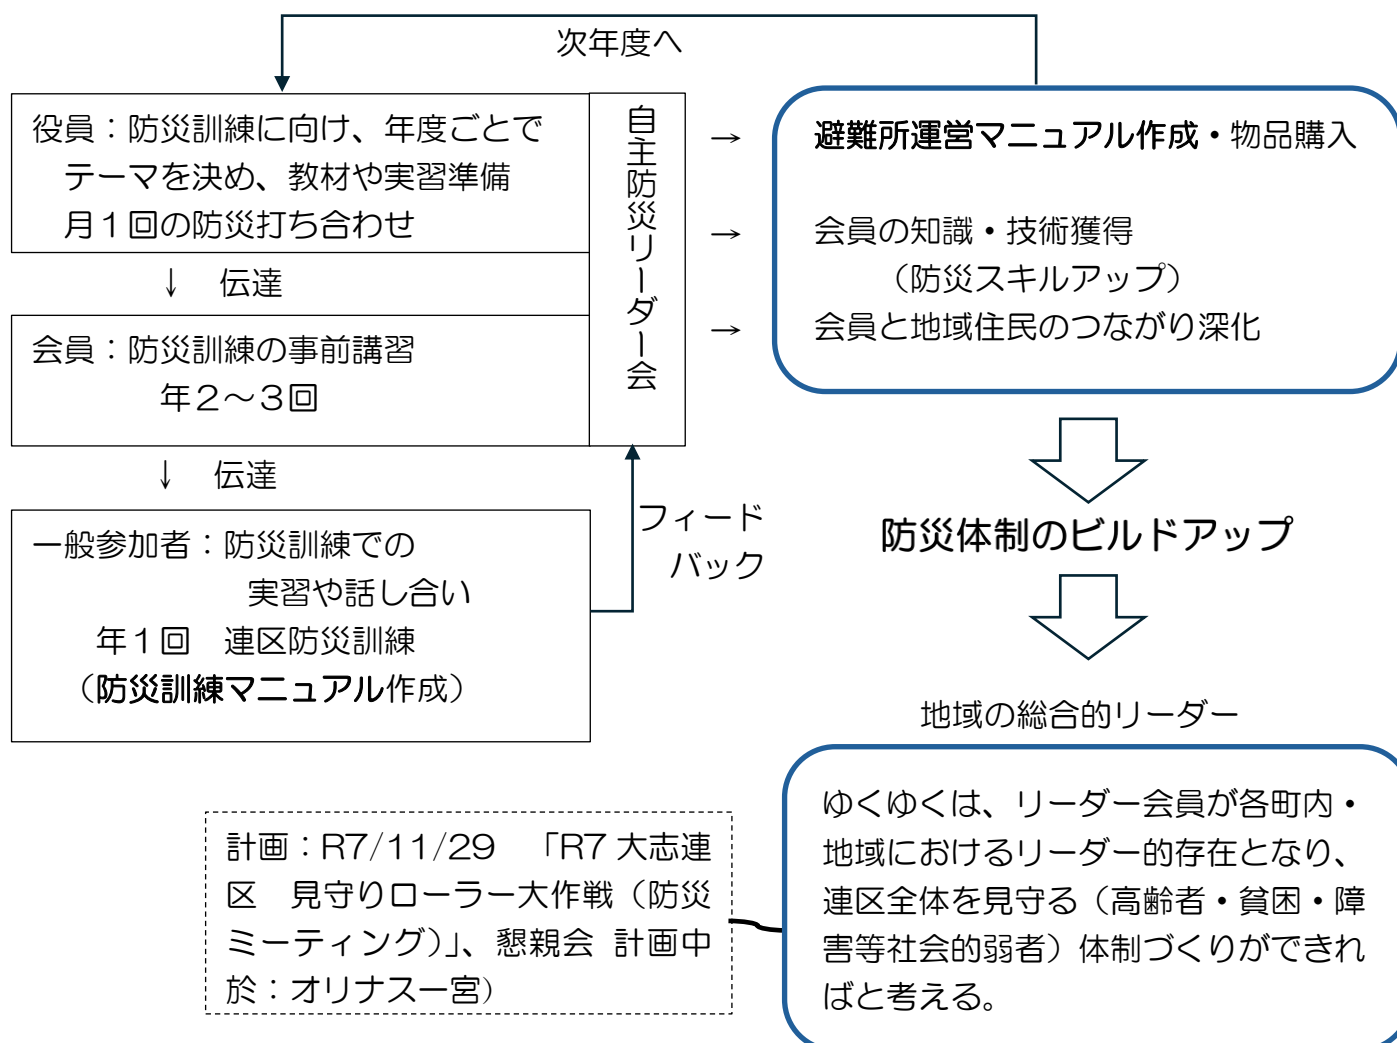 次年度へ
役員：防災訓練に向け、年度ごとで
テーマを決め、教材や実習準備
月１回の防災打ち合わせ
↓　伝達
会員：防災訓練の事前講習
年２～３回
↓　伝達
一般参加者：防災訓練での
実習や話し合い
年１回　連区防災訓練
（防災訓練マニュアル作成）
自主防災リーダー会
フィード
バック
→
→
→
避難所運営マニュアル作成・物品購入
会員の知識・技術獲得
（防災スキルアップ）
会員と地域住民のつながり深化
防災体制のビルドアップ
地域の総合的リーダー
ゆくゆくは、リーダー会員が各町内・
地域におけるリーダー的存在となり、
連区全体を見守る（高齢者・貧困・障
害等社会的弱者）体制づくりができれ
ばと考える。
計画：R7/11/29　「R7 大志連
区　見守りローラー大作戦（防災
ミーティング）」、懇親会 計画中
於：オリナス一宮）